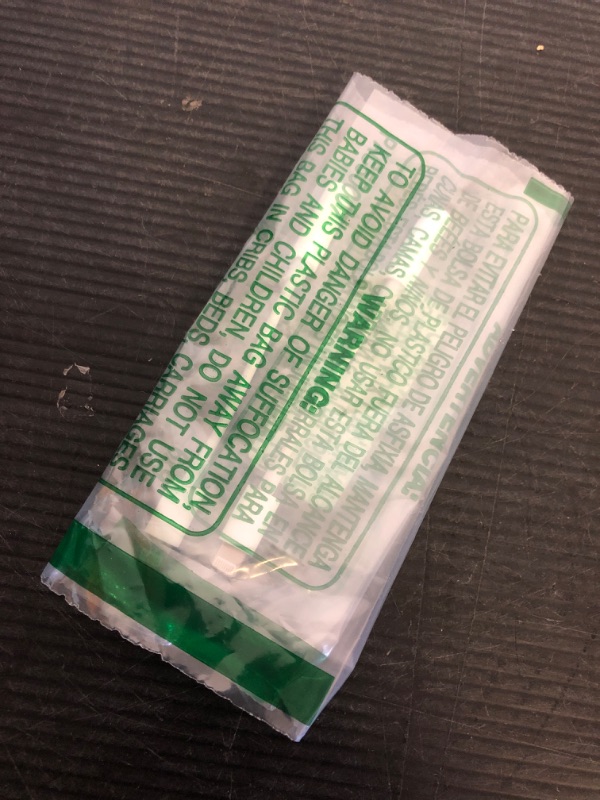 WARNING:
TO AVOID DANGER OF SUFFOCATION,
KEEP THIS PLASTIC BAG AWAY FROM
BABIES AND CHILDREN. DO NOT USE
THIS BAG IN CRIBS, BEDS, CARRIAGES
ADVERTENCIA:
PARA EVITAR EL PELIGRO DE ASFIXIA, MANTENGA
ESTA BOLSA DE PLASTICO FUERA DEL ALCANCE
DE BEBÉS Y NIÑOS. NO USAR ESTA BOLSA EN
CUNAS, CAMAS, RRALES PARA